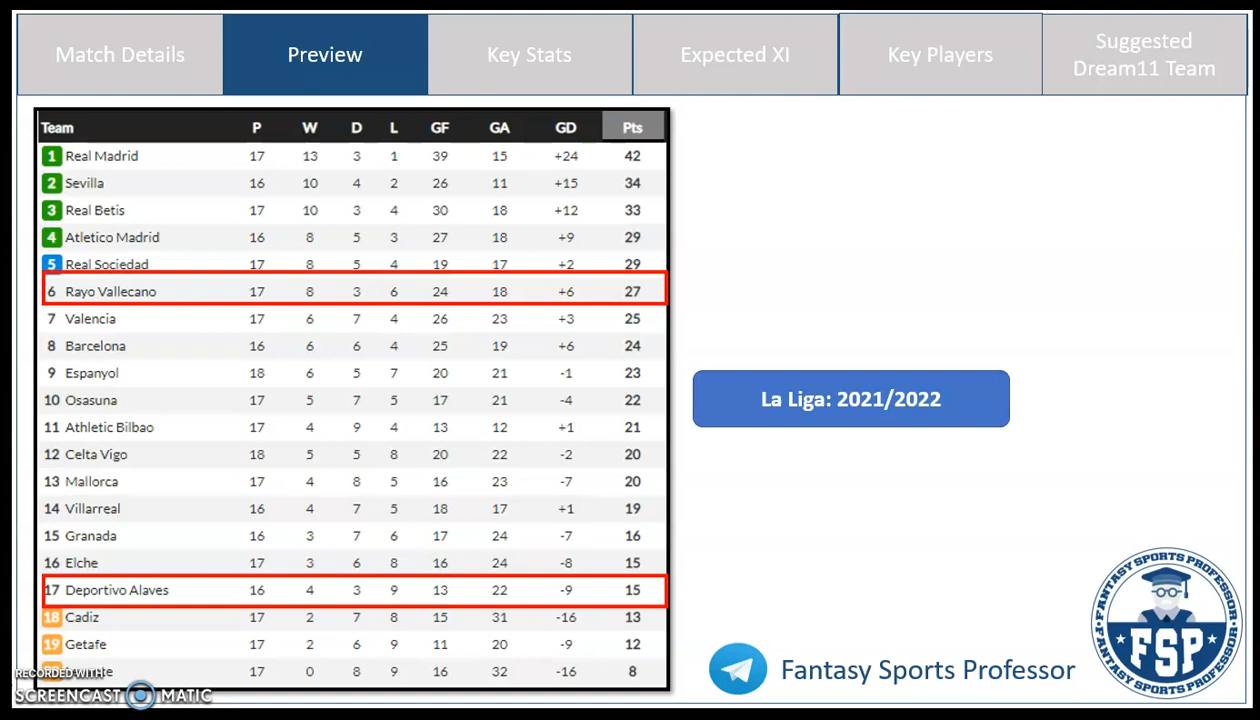 Match Details Preview Key Stats Expected XI Key Players Suggested Dream11 Team
Team P W D L GF GA GD Pts
1 Real Madrid 17 13 3 1 39 15 +24 42
2 Sevilla 16 10 4 2 26 11 +15 34
3 Real Betis 17 10 3 4 30 18 +12 33
4 Atletico Madrid 16 8 5 3 27 18 +9 29
5 Real Sociedad 17 8 5 4 19 17 +2 29
6 Rayo Vallecano 17 8 3 6 24 18 +6 27
7 Valencia 17 6 7 4 26 23 +3 25
8 Barcelona 16 6 6 4 25 19 +6 24
9 Espanyol 18 6 5 7 20 21 -1 23
10 Osasuna 17 5 7 5 17 21 -4 22
11 Athletic Bilbao 17 4 9 4 13 12 +1 21
12 Celta Vigo 18 5 5 8 20 22 -2 20
13 Mallorca 17 4 8 5 16 23 -7 20
14 Villarreal 16 4 7 5 18 17 +1 19
15 Granada 16 3 7 6 17 24 -7 16
16 Elche 17 3 6 8 16 24 -8 15
17 Deportivo Alaves 16 4 3 9 13 22 -9 15
18 Cadiz 17 2 7 8 15 31 -16 13
19 Getafe 17 2 6 9 11 20 -9 12
17 0 8 9 16 32 -16 8
La Liga: 2021/2022
Fantasy Sports Professor
FANTASY SPORTS PROFESSOR
FSP
FANTASY SPORTS PROFESSOR
RECORDED WITH
SCREENCAST MATIC